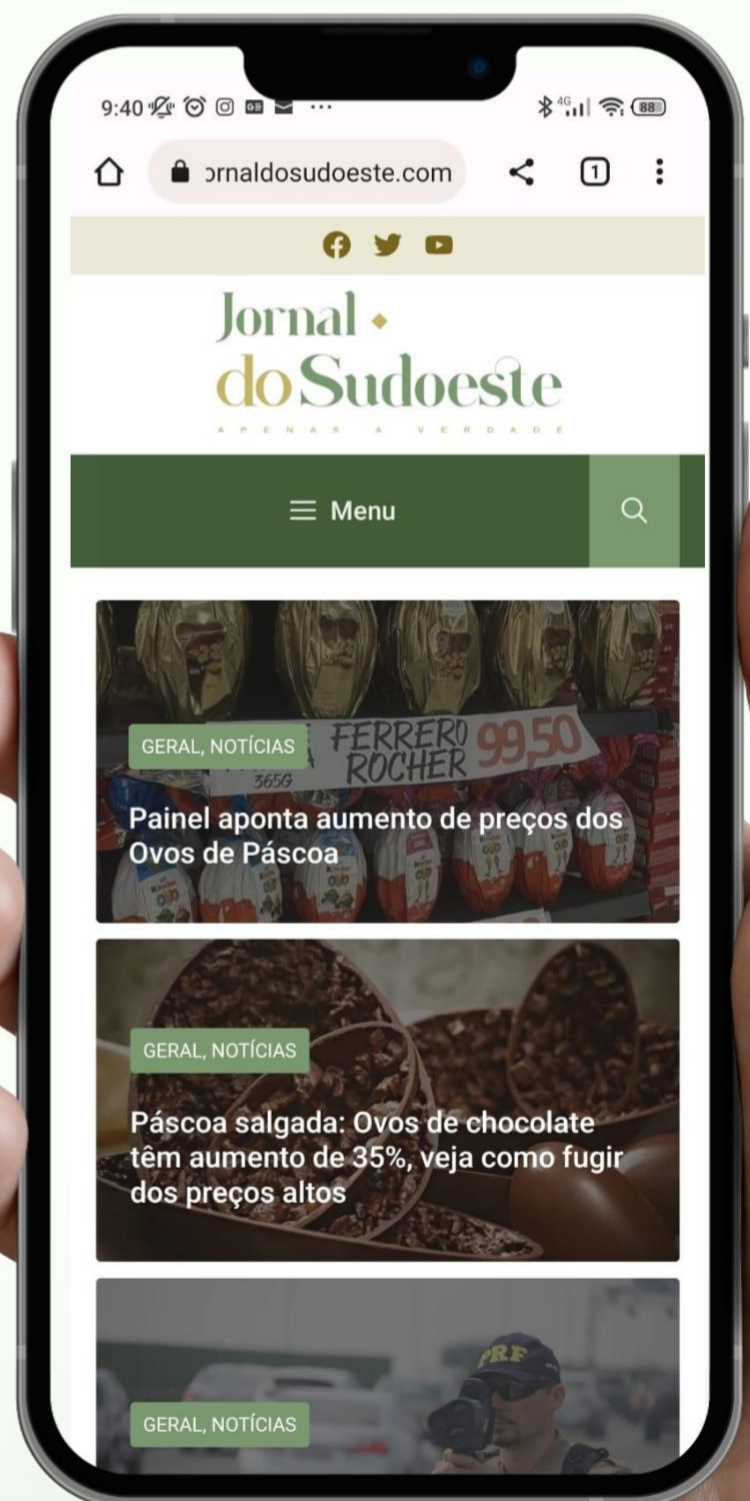 9:40
4G
88
ornaldosudoeste.com
1
Jornal
do Sudoeste
APENAS A VERDADE
Menu
FERRERO
ROCHER
99,50
365G
GERAL, NOTÍCIAS
Painel aponta aumento de preços dos
Ovos de Páscoa
GERAL, NOTÍCIAS
Páscoa salgada: Ovos de chocolate
têm aumento de 35%, veja como fugir
dos preços altos
PRF
GERAL, NOTÍCIAS